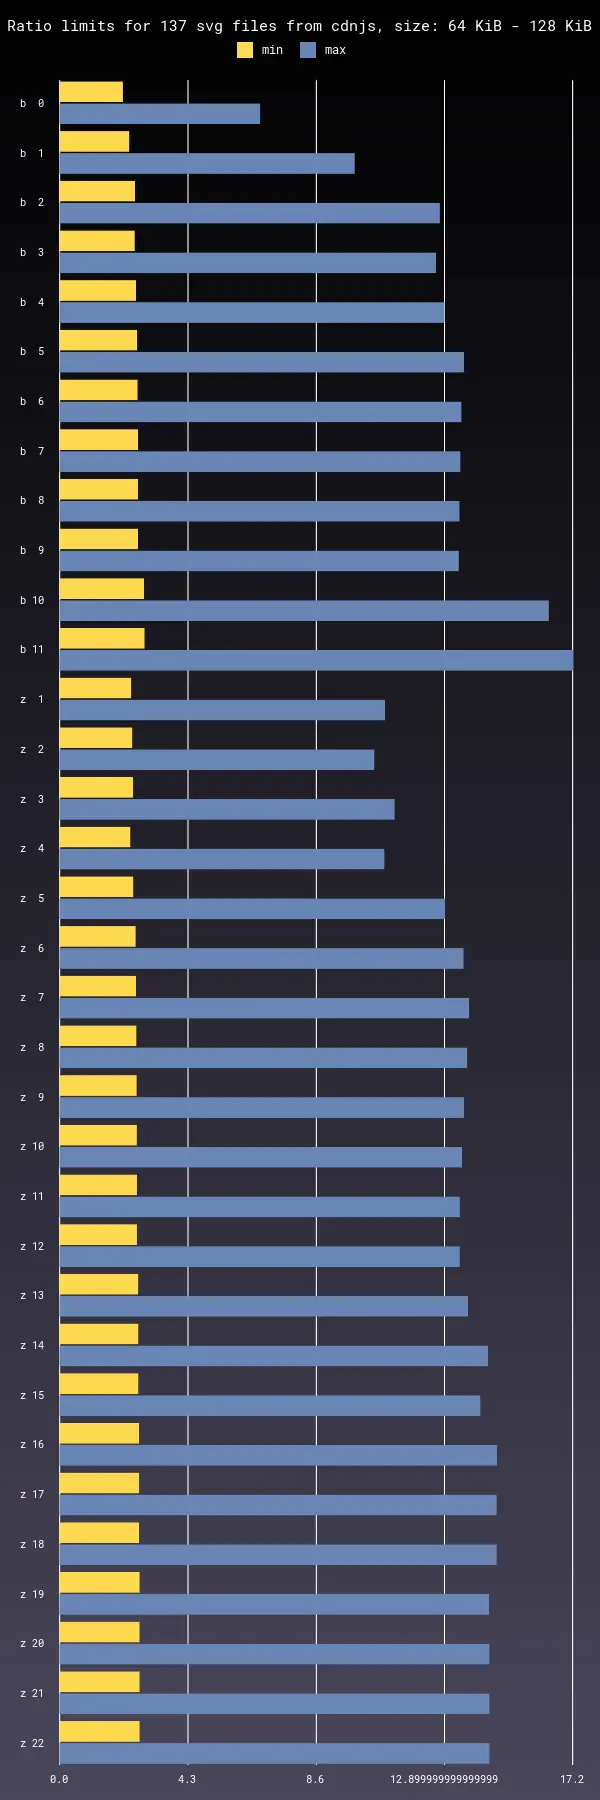 Ratio limits for 137 svg files from cdnjs, size: 64 KiB - 128 KiB
min max
b 0
b 1
b 2
b 3
b 4
b 5
b 6
b 7
b 8
b 9
b 10
b 11
z 1
z 2
z 3
z 4
z 5
z 6
z 7
z 8
z 9
z 10
z 11
z 12
z 13
z 14
z 15
z 16
z 17
z 18
z 19
z 20
z 21
z 22
0.0 4.3 8.6 12.899999999999999 17.2